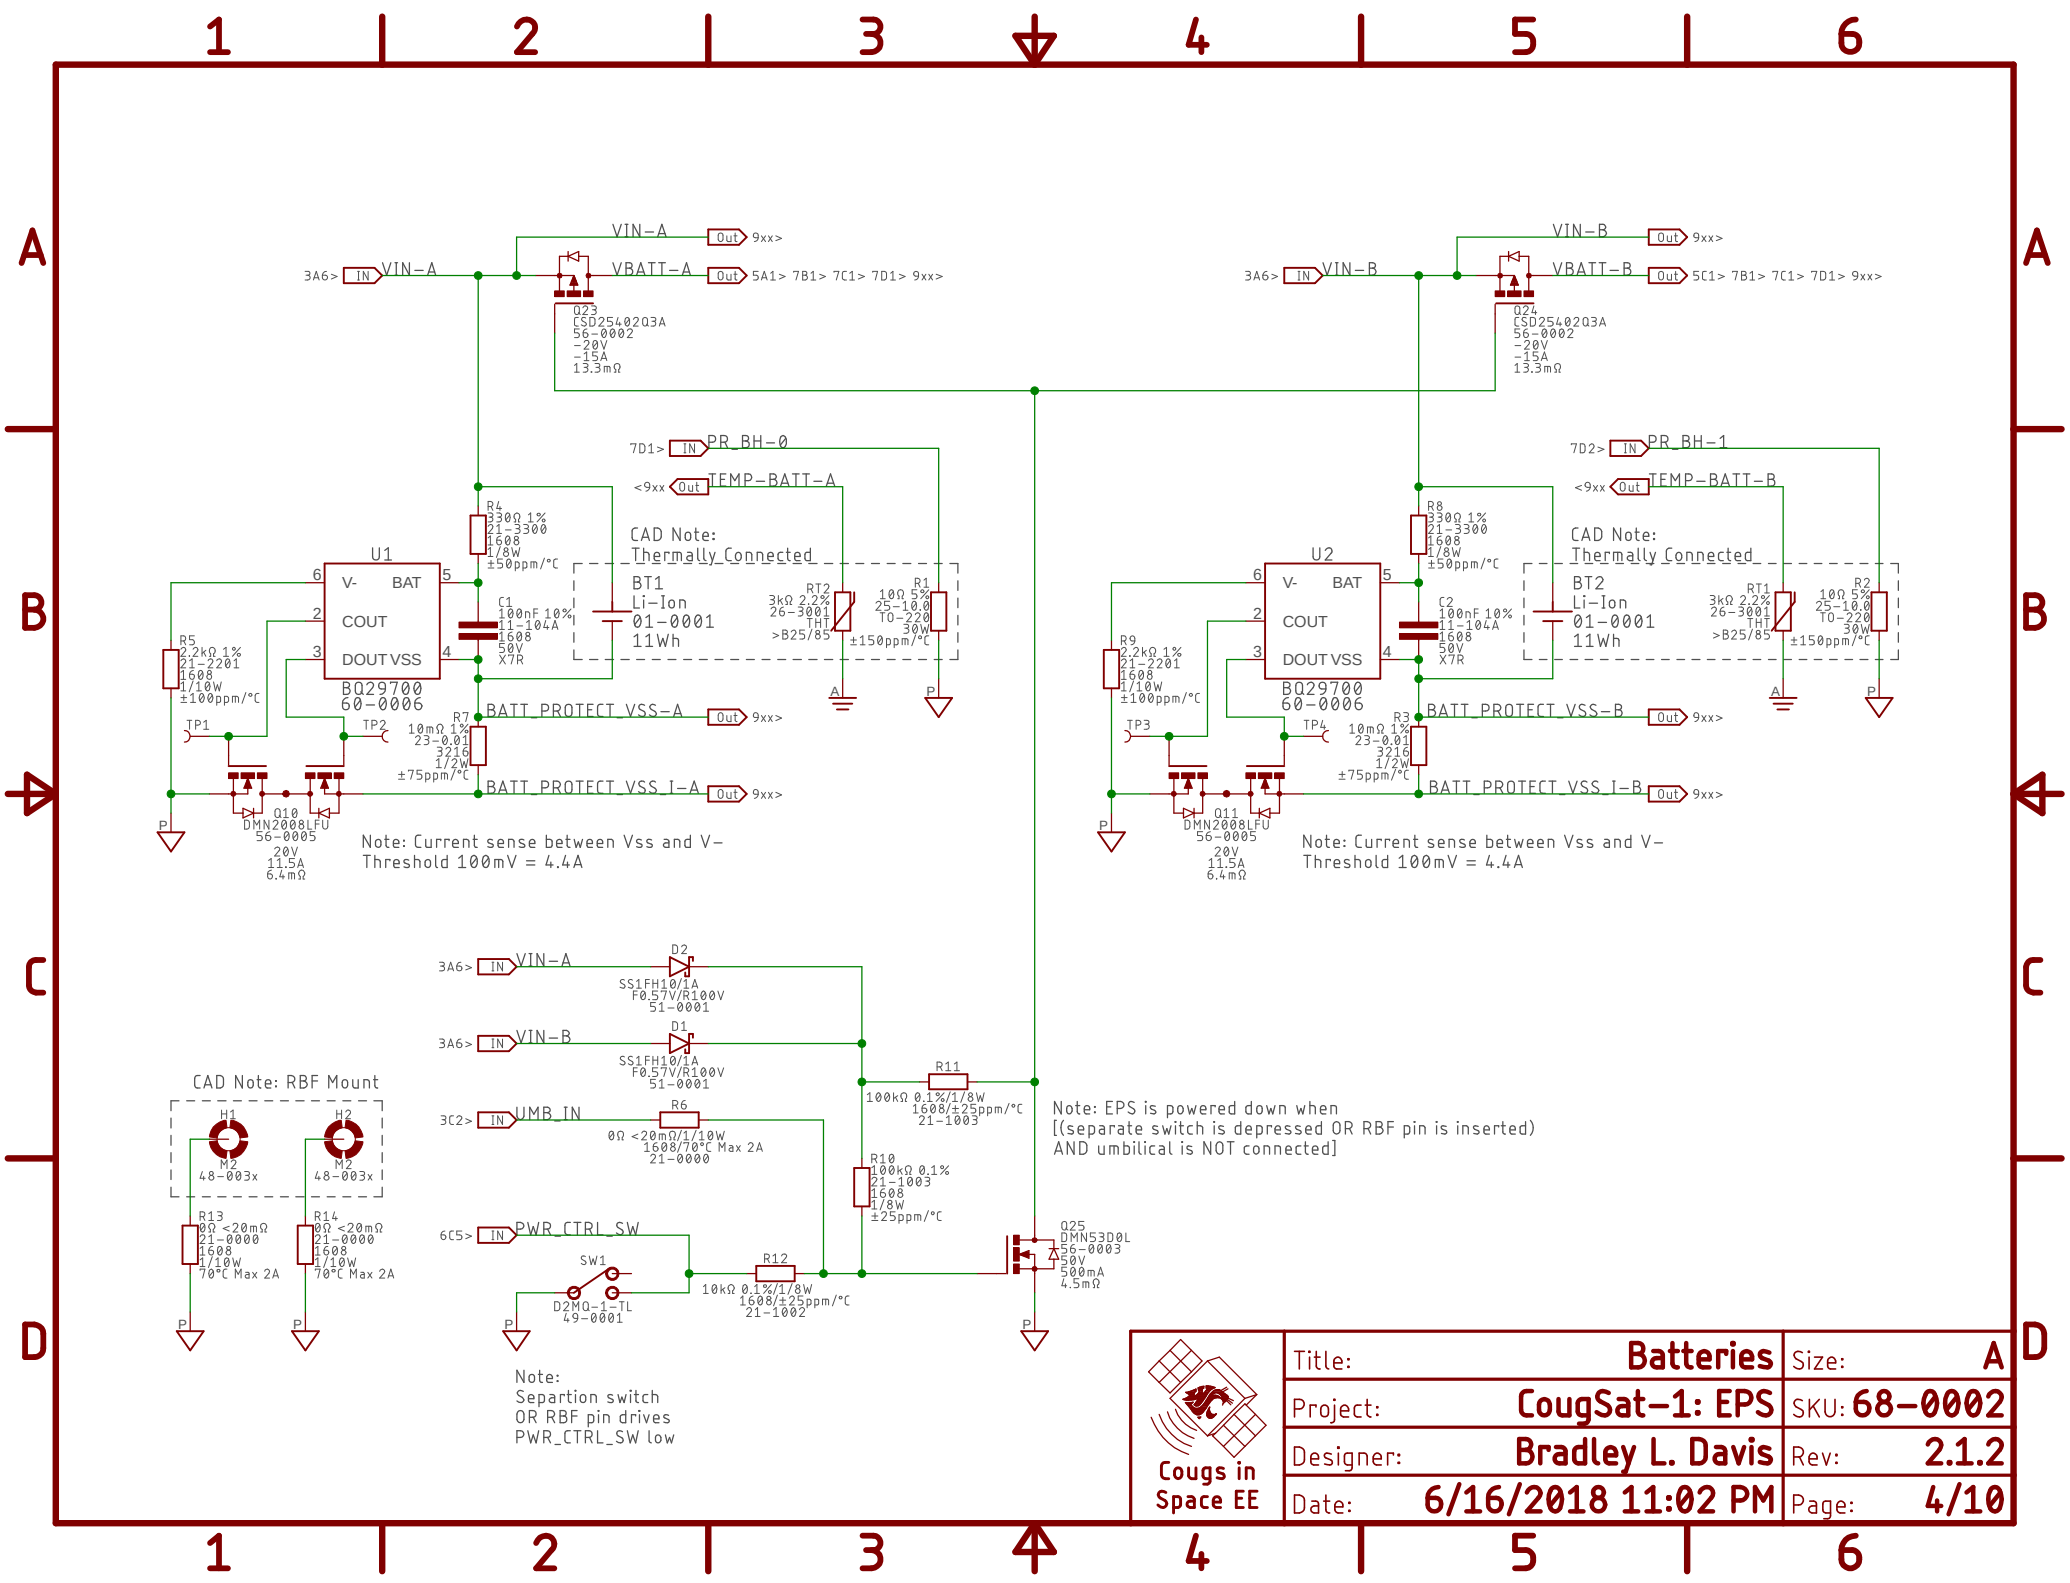 1 2 3 4 5 6
A
A
VIN-A
Out 9xx>
3A6> IN VIN-A
VBATT-A
Out 5A1> 7B1> 7C1> 7D1> 9xx>
Q23
CSD25402Q3A
56-0002
-20V
-15A
13.3mΩ
VIN-B
Out 9xx>
3A6> IN VIN-B
VBATT-B
Out 5C1> 7B1> 7C1> 7D1> 9xx>
Q24
CSD25402Q3A
56-0002
-20V
-15A
13.3mΩ
7D1> IN PR_BH-0
<9xx Out TEMP-BATT-A
R4
330Ω 1%
21-3300
1608
1/8W
±50ppm/°C
CAD Note:
Thermally Connected
B
U1
6 V- BAT 5
2 COUT
3 DOUT VSS 4
BQ29700
60-0006
C1
100nF 10%
11-104A
1608
50V
X7R
BT1
Li-Ion
01-0001
11Wh
RT2
3kΩ 2.2%
26-3001
THT
>B25/85
R1
10Ω 5%
25-10.0
TO-220
30W
±150ppm/°C
A
P
R5
2.2kΩ 1%
21-2201
1608
1/10W
±100ppm/°C
TP1
TP2
R7
10mΩ 1%
23-0.01
3216
1/2W
±75ppm/°C
BATT_PROTECT_VSS-A
Out 9xx>
BATT_PROTECT_VSS_I-A
Out 9xx>
P
Q10
DMN2008LFU
56-0005
20V
11.5A
6.4mΩ
Note: Current sense between Vss and V-
Threshold 100mV = 4.4A
7D2> IN PR_BH-1
<9xx Out TEMP-BATT-B
R8
330Ω 1%
21-3300
1608
1/8W
±50ppm/°C
CAD Note:
Thermally Connected
B
U2
6 V- BAT 5
2 COUT
3 DOUT VSS 4
BQ29700
60-0006
C2
100nF 10%
11-104A
1608
50V
X7R
BT2
Li-Ion
01-0001
11Wh
RT1
3kΩ 2.2%
26-3001
THT
>B25/85
R2
10Ω 5%
25-10.0
TO-220
30W
±150ppm/°C
A
P
R9
2.2kΩ 1%
21-2201
1608
1/10W
±100ppm/°C
TP3
TP4
R3
10mΩ 1%
23-0.01
3216
1/2W
±75ppm/°C
BATT_PROTECT_VSS-B
Out 9xx>
BATT_PROTECT_VSS_I-B
Out 9xx>
P
Q11
DMN2008LFU
56-0005
20V
11.5A
6.4mΩ
Note: Current sense between Vss and V-
Threshold 100mV = 4.4A
C
C
3A6> IN VIN-A
D2
SS1FH10/1A
F0.57V/R100V
51-0001
3A6> IN VIN-B
D1
SS1FH10/1A
F0.57V/R100V
51-0001
3C2> IN UMB_IN
R6
0Ω <20mΩ/1/10W
1608/70°C Max 2A
21-0000
R11
100kΩ 0.1%/1/8W
1608/±25ppm/°C
21-1003
Note: EPS is powered down when
[(separate switch is depressed OR RBF pin is inserted)
AND umbilical is NOT connected]
R10
100kΩ 0.1%
21-1003
1608
1/8W
±25ppm/°C
CAD Note: RBF Mount
H1
M2
48-003x
H2
M2
48-003x
R13
0Ω <20mΩ
21-0000
1608
1/10W
70°C Max 2A
P
R14
0Ω <20mΩ
21-0000
1608
1/10W
70°C Max 2A
P
6C5> IN PWR_CTRL_SW
SW1
D2MQ-1-TL
49-0001
P
R12
10kΩ 0.1%/1/8W
1608/±25ppm/°C
21-1002
Q25
DMN53D0L
56-0003
50V
500mA
4.5mΩ
P
Note:
Separtion switch
OR RBF pin drives
PWR_CTRL_SW low
D
D
Cougs in
Space EE
Title: Batteries Size: A
Project: CougSat-1: EPS SKU: 68-0002
Designer: Bradley L. Davis Rev: 2.1.2
Date: 6/16/2018 11:02 PM Page: 4/10
1 2 3 4 5 6